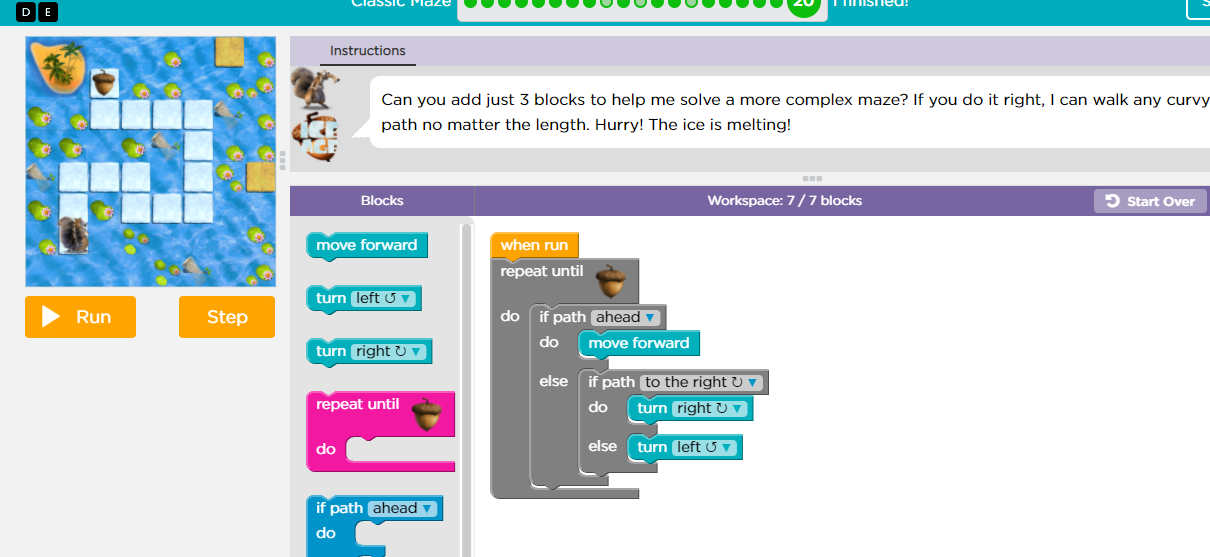 D E
Classic Maze
20
I finished!
Instructions
Can you add just 3 blocks to help me solve a more complex maze? If you do it right, I can walk any curvy
path no matter the length. Hurry! The ice is melting!
ICE
AGE
Blocks
Workspace: 7 / 7 blocks
Start Over
S
move forward
turn left ↺ ▼
turn right ↻ ▼
repeat until
do
if path ahead ▼
do
when run
repeat until
do
if path ahead ▼
do
move forward
else
if path to the right ↻ ▼
do
turn right ↻ ▼
else
turn left ↺ ▼
Run
Step